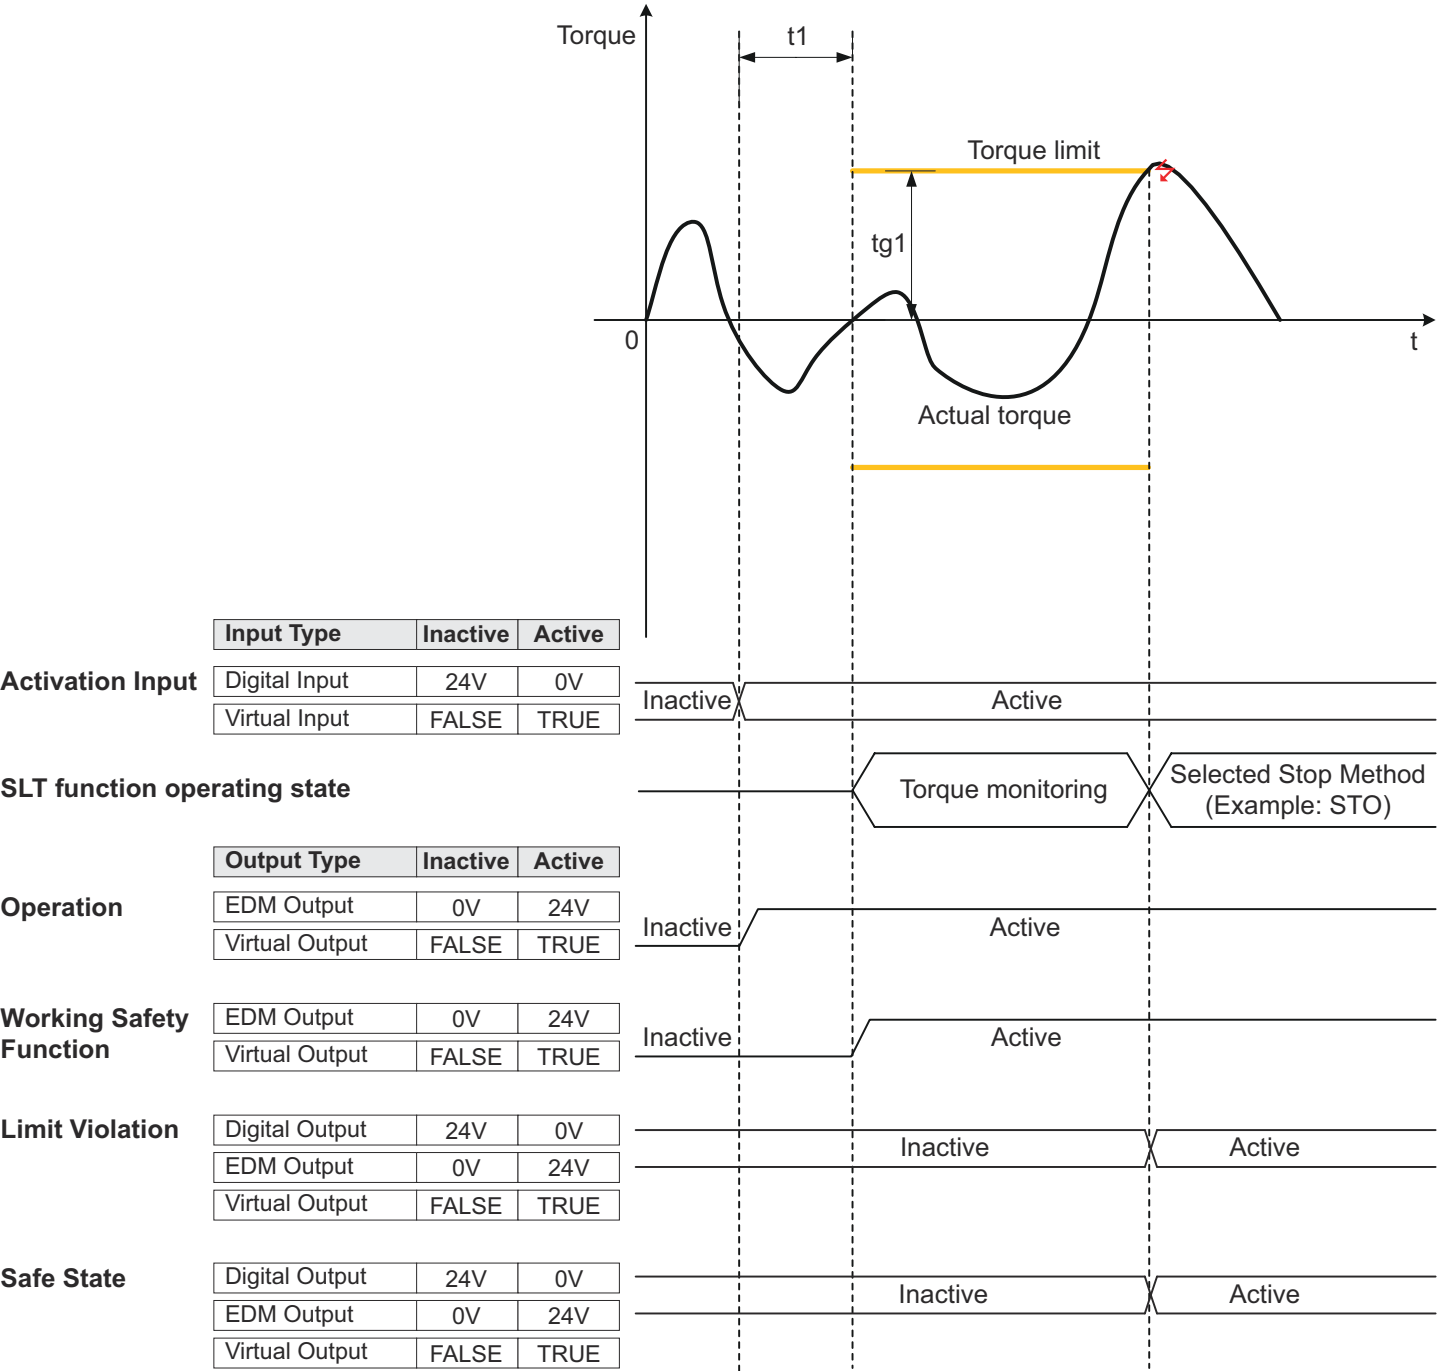 Torque
t1
Torque limit
tg1
0
t
Actual torque
Input Type Inactive Active
Activation Input Digital Input 24V 0V
Virtual Input FALSE TRUE
Inactive Active
SLT function operating state
Torque monitoring
Selected Stop Method
(Example: STO)
Output Type Inactive Active
Operation EDM Output 0V 24V
Virtual Output FALSE TRUE
Inactive Active
Working Safety
Function
EDM Output 0V 24V
Virtual Output FALSE TRUE
Inactive Active
Limit Violation Digital Output 24V 0V
EDM Output 0V 24V
Virtual Output FALSE TRUE
Inactive Active
Safe State Digital Output 24V 0V
EDM Output 0V 24V
Virtual Output FALSE TRUE
Inactive Active